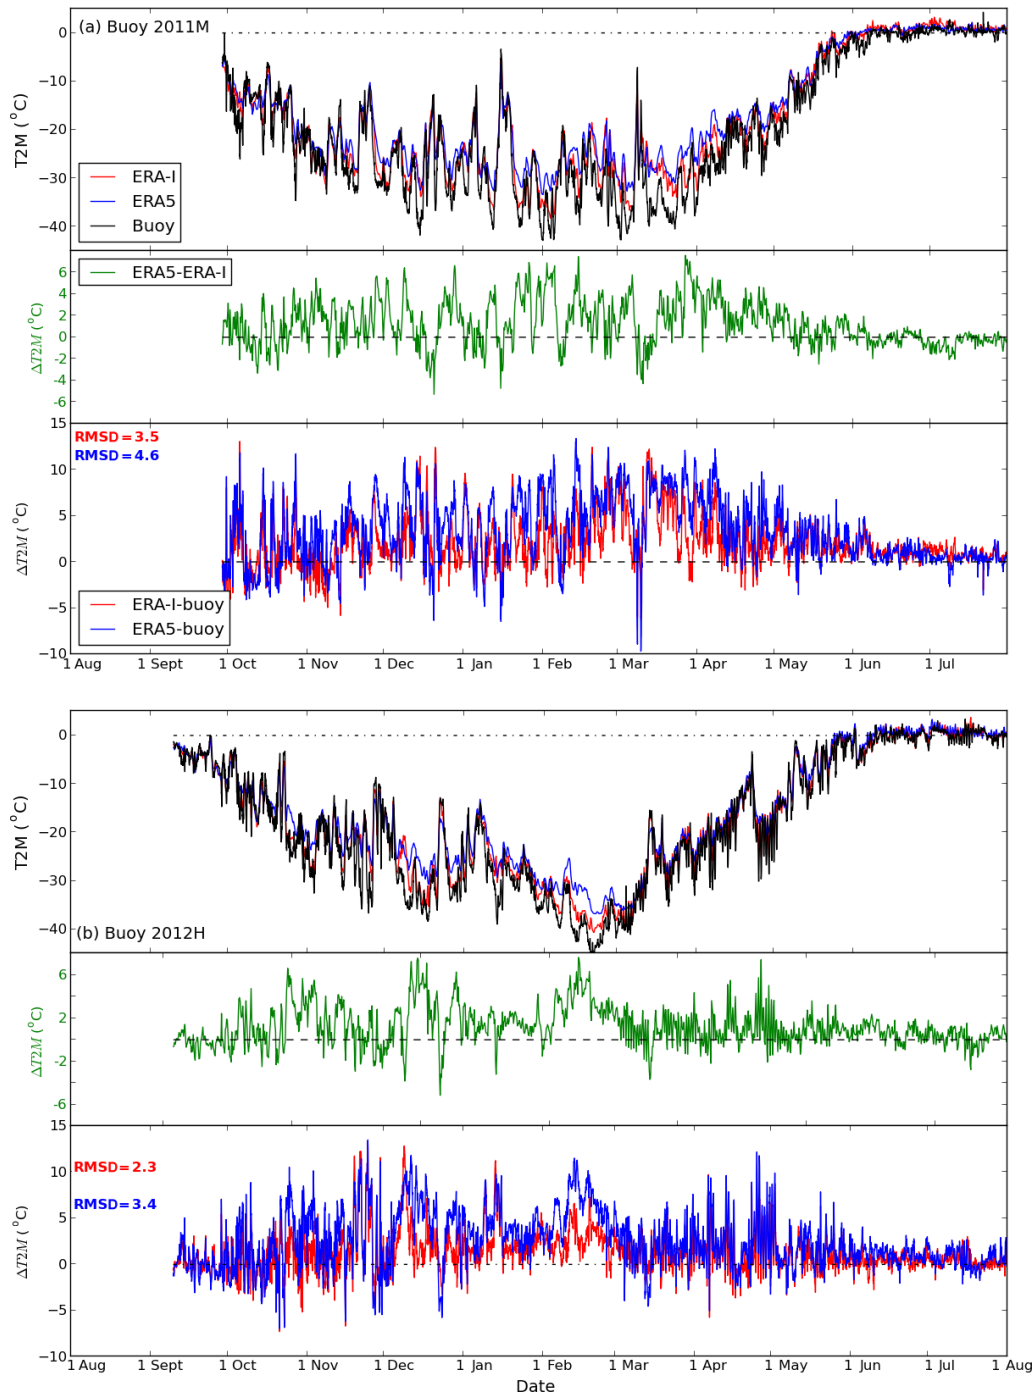 (a) Buoy 2011M
T2M (°C)
0
−10
−20
−30
−40
ERA-I
ERA5
Buoy
ERA5-ERA-I
ΔT2M (°C)
6
4
2
0
-2
-4
-6
RMSD=3.5
RMSD=4.6
ΔT2M (°C)
15
10
5
0
−5
−10
ERA-I-buoy
ERA5-buoy
1 Aug 1 Sept 1 Oct 1 Nov 1 Dec 1 Jan 1 Feb 1 Mar 1 Apr 1 May 1 Jun 1 Jul
T2M (°C)
0
−10
−20
−30
−40
(b) Buoy 2012H
ΔT2M (°C)
6
2
-2
-6
RMSD=2.3
RMSD=3.4
ΔT2M (°C)
15
10
5
0
−5
−10
1 Aug 1 Sept 1 Oct 1 Nov 1 Dec 1 Jan 1 Feb 1 Mar 1 Apr 1 May 1 Jun 1 Jul 1 Aug
Date